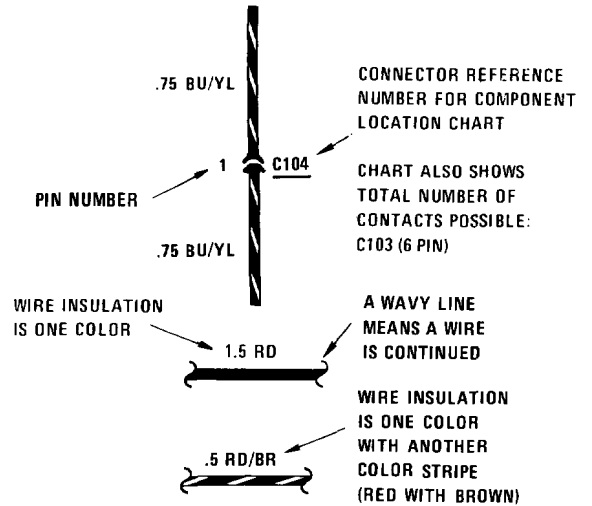 .75 BU/YL
CONNECTOR REFERENCE
NUMBER FOR COMPONENT
LOCATION CHART
1
C104
PIN NUMBER
CHART ALSO SHOWS
TOTAL NUMBER OF
CONTACTS POSSIBLE:
C103 (6 PIN)
.75 BU/YL
WIRE INSULATION
IS ONE COLOR
1.5 RD
A WAVY LINE
MEANS A WIRE
IS CONTINUED
.5 RD/BR
WIRE INSULATION
IS ONE COLOR
WITH ANOTHER
COLOR STRIPE
(RED WITH BROWN)